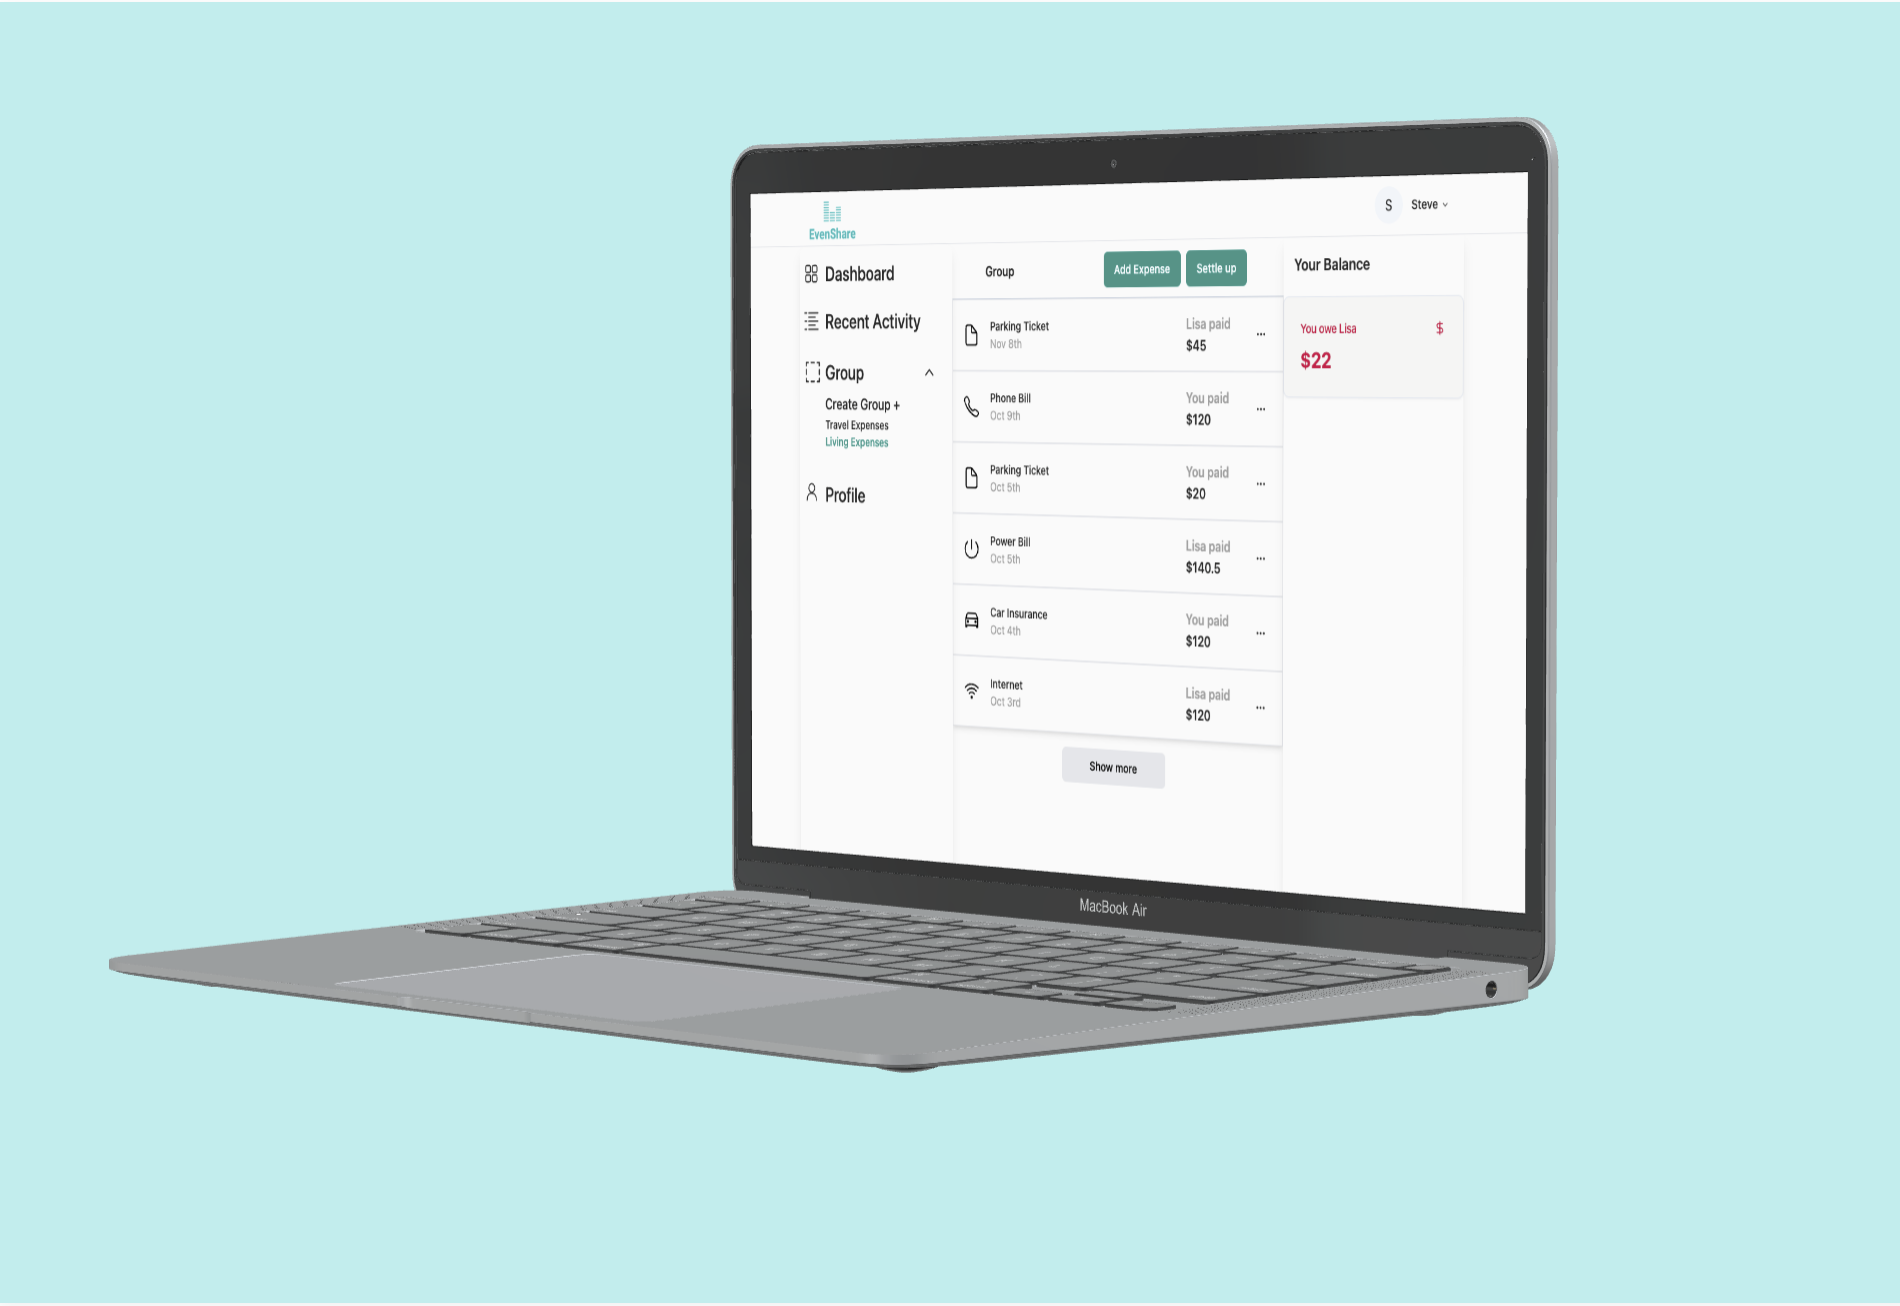 EvenShare
S
Steve
Dashboard
Recent Activity
Group
Create Group +
Travel Expenses
Living Expenses
Profile
Group
Add Expense
Settle up
Parking Ticket
Nov 8th
Lisa paid
$45
...
Phone Bill
Oct 9th
You paid
$120
...
Parking Ticket
Oct 5th
You paid
$20
...
Power Bill
Oct 5th
Lisa paid
$140.5
...
Car Insurance
Oct 4th
You paid
$120
...
Internet
Oct 3rd
Lisa paid
$120
...
Show more
Your Balance
You owe Lisa
$
$22
MacBook Air